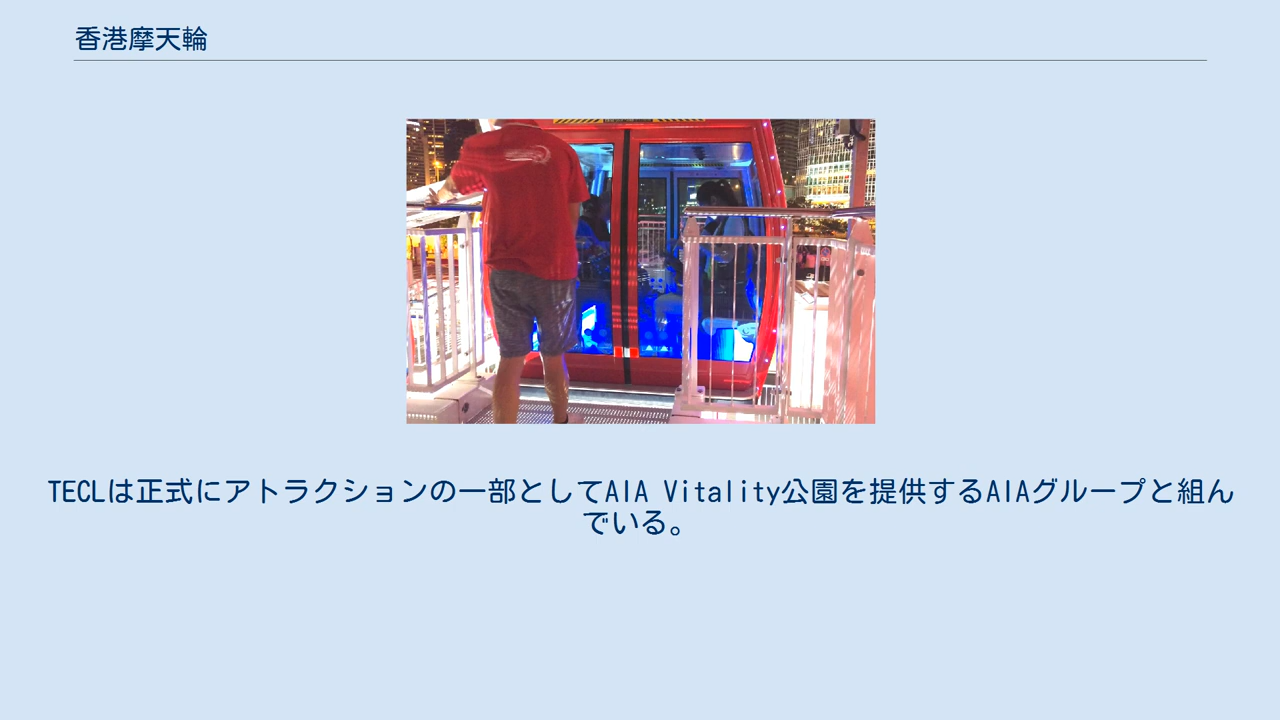 香港摩天輪
TECLは正式にアトラクションの一部としてAIA Vitality公園を提供するAIAグループと組ん
でいる。